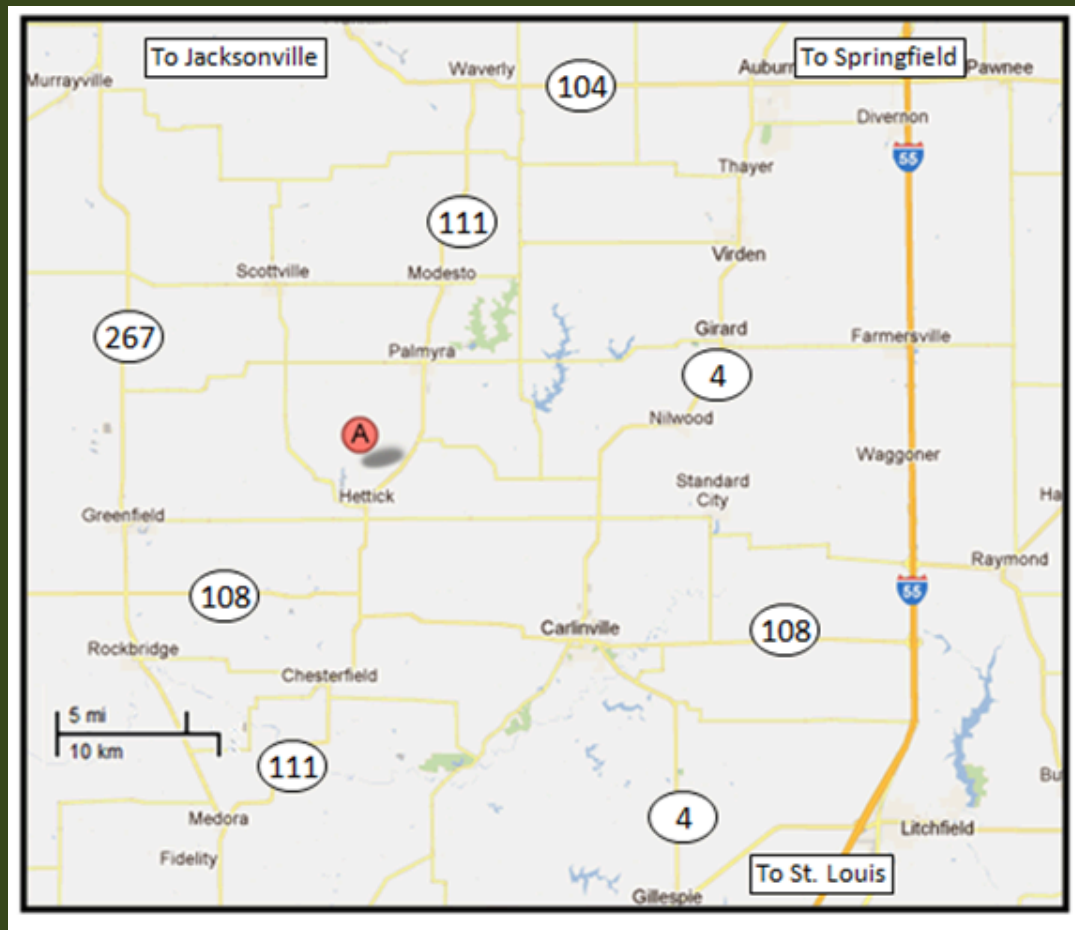 To Jacksonville
To Springfield
Murrayville
Waverly
104
Pawnee
Divernon
55
Thayer
111
Virden
Scottville
Modesto
267
Girard
Farmersville
Palmyra
4
Nilwood
A
Waggoner
Standard
City
Hettick
Greenfield
Raymond
55
108
Carlinville
108
Rockbridge
Chesterfield
5 mi
10 km
111
Medora
4
Litchfield
Fidelity
To St. Louis
Gillespie